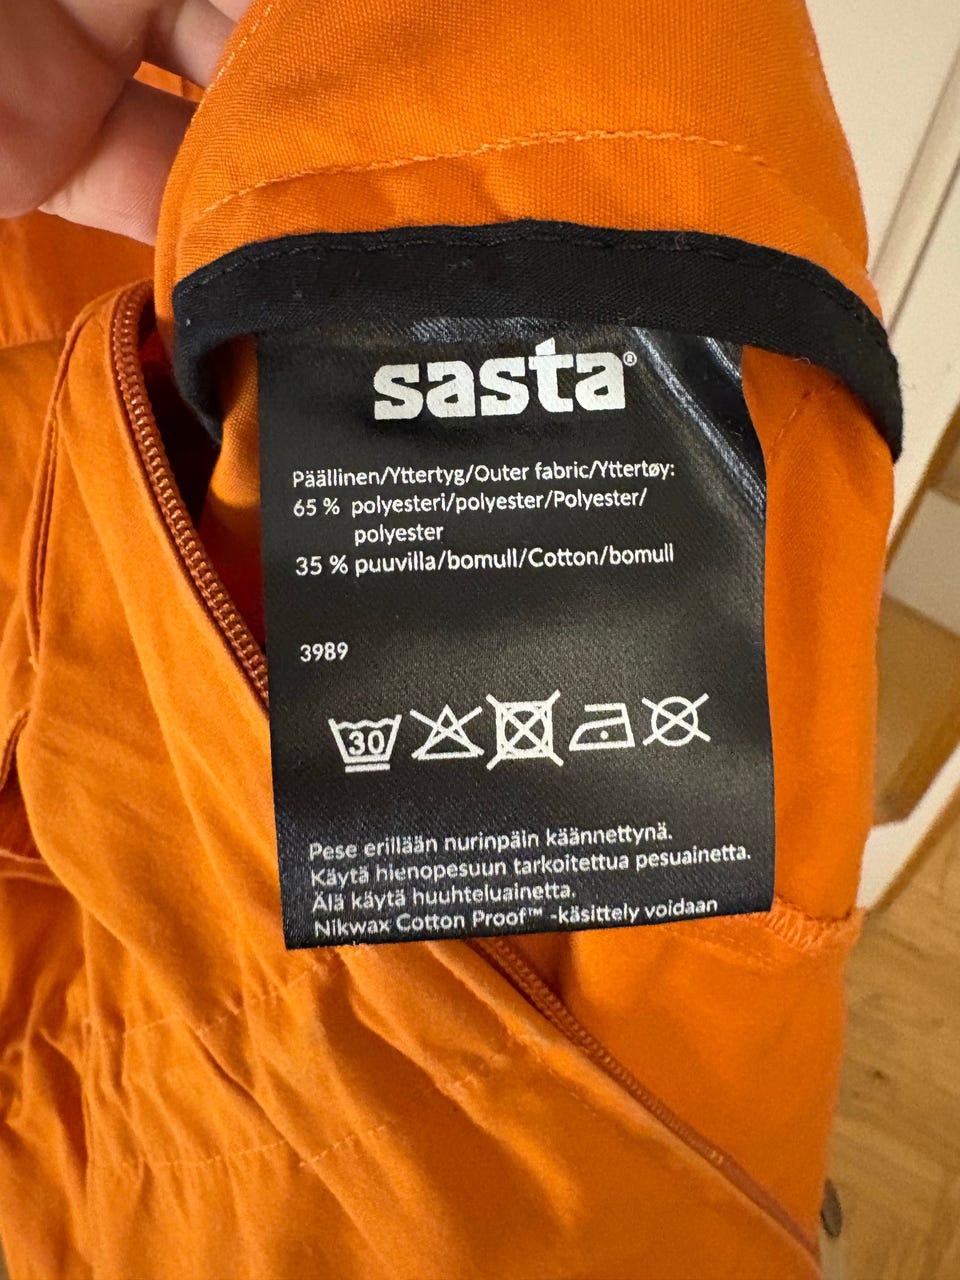 sasta®
Päällinen/Yttertyg/Outer fabric/Yttertøy:
65 % polyesteri/polyester/Polyester/
polyester
35 % puuvilla/bomull/Cotton/bomull
3989
30
Pese erillään nurinpäin käännettynä.
Käytä hienopesuun tarkoitettua pesuainetta.
Älä käytä huuhteluainetta.
Nikwax Cotton Proof™ -käsittely voidaan